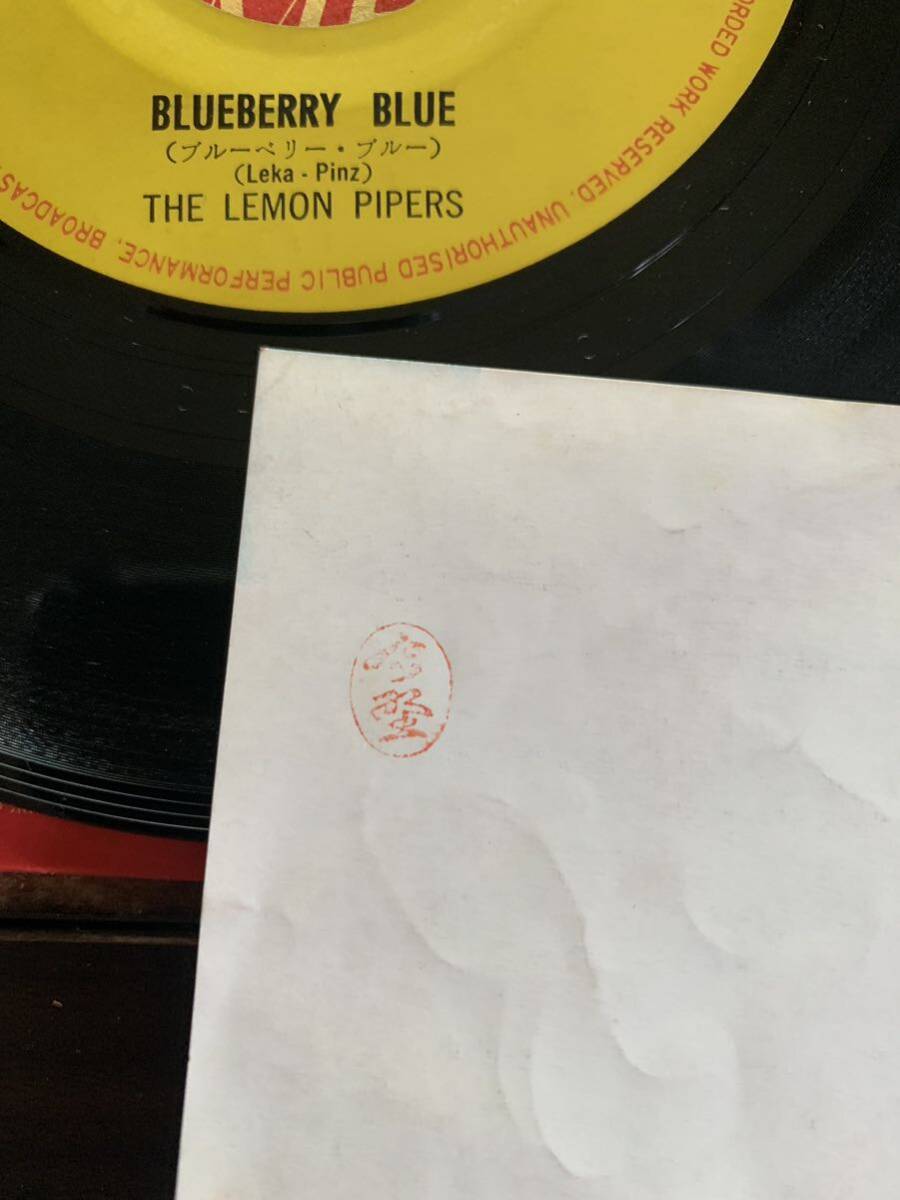 BLUEBERRY BLUE
(ブルーベリー・ブルー)
(Leka - Pinz)
THE LEMON PIPERS
ORDED WORK RESERVED. UNAUTHORISED PUBLIC PERFORMANCE. BROADCAS